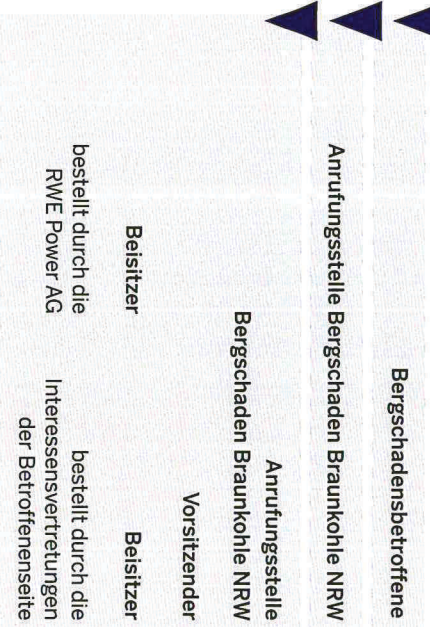 Bergschadensbetroffene
Anrufungsstelle Bergschaden Braunkohle NRW
Anrufungsstelle
Bergschaden Braunkohle NRW
Vorsitzender
Beisitzer
Beisitzer
bestellt durch die
RWE Power AG
bestellt durch die
Interessensvertretungen
der Betroffenenseite